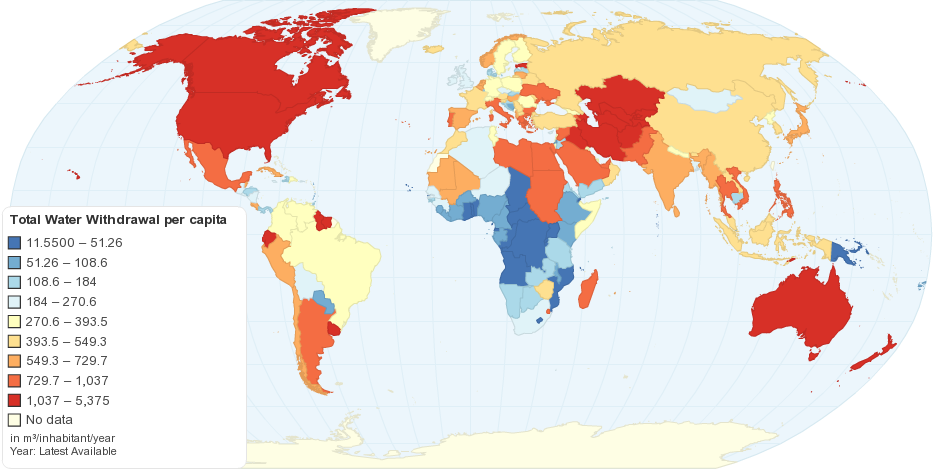 Total Water Withdrawal per capita
11.5500 – 51.26
51.26 – 108.6
108.6 – 184
184 – 270.6
270.6 – 393.5
393.5 – 549.3
549.3 – 729.7
729.7 – 1,037
1,037 – 5,375
No data
in m³/inhabitant/year
Year: Latest Available